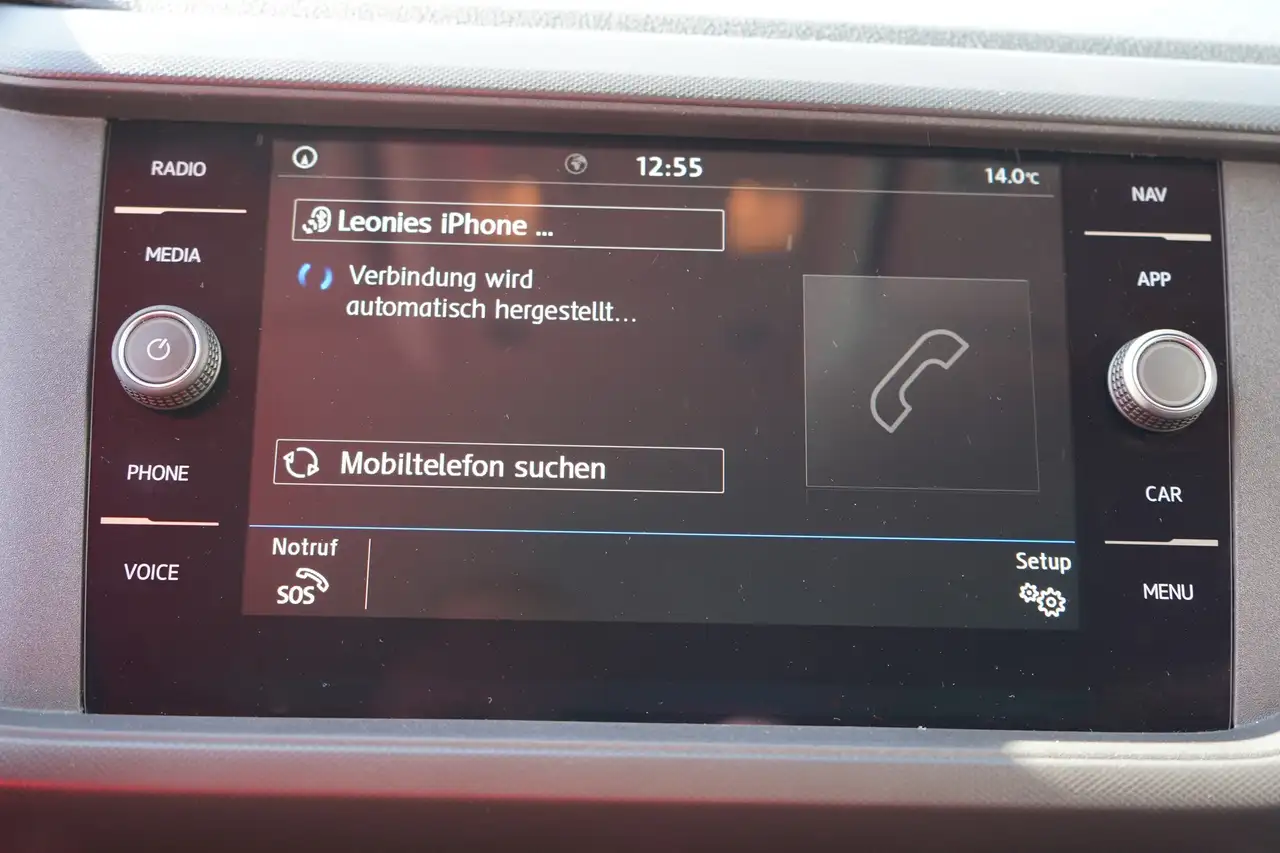 RADIO
MEDIA
PHONE
VOICE
12:55
14.0°C
Leonies iPhone ...
Verbindung wird
automatisch hergestellt...
Mobiltelefon suchen
Notruf
SOS
Setup
NAV
APP
CAR
MENU